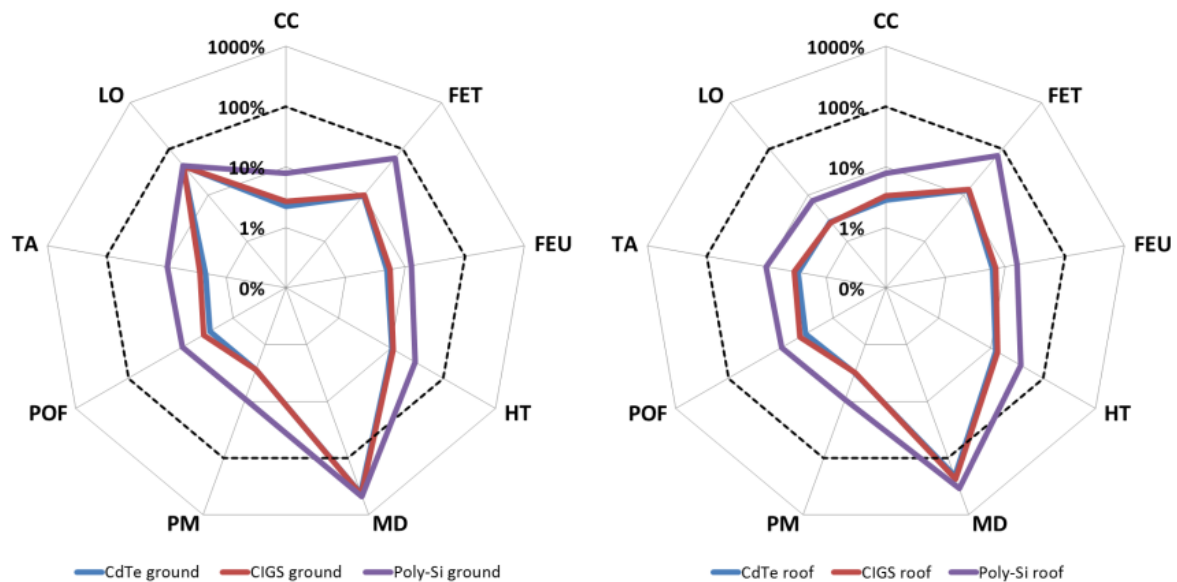 CC
1000%
LO
FET
100%
10%
1%
TA
FEU
0%
POF
HT
PM
MD
CdTe ground
CIGS ground
Poly-Si ground
CC
1000%
LO
FET
100%
10%
1%
TA
FEU
0%
POF
HT
PM
MD
CdTe roof
CIGS roof
Poly-Si roof